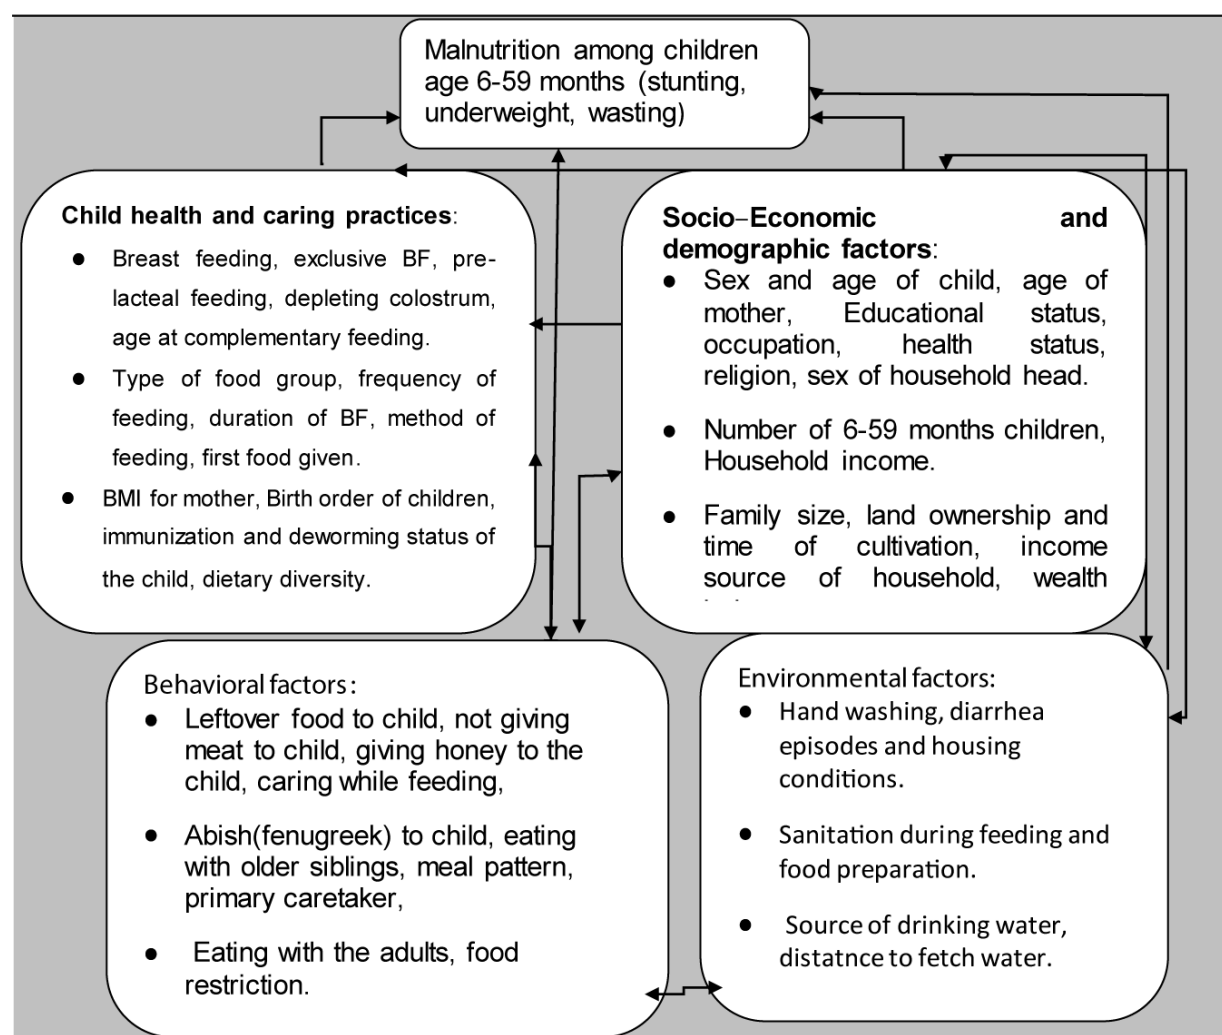 Malnutrition among children
age 6-59 months (stunting,
underweight, wasting)
Child health and caring practices:
● Breast feeding, exclusive BF, pre-
lacteal feeding, depleting colostrum,
age at complementary feeding.
● Type of food group, frequency of
feeding, duration of BF, method of
feeding, first food given.
● BMI for mother, Birth order of children,
immunization and deworming status of
the child, dietary diversity.
Socio–Economic and
demographic factors:
● Sex and age of child, age of
mother, Educational status,
occupation, health status,
religion, sex of household head.
● Number of 6-59 months children,
Household income.
● Family size, land ownership and
time of cultivation, income
source of household, wealth
Behavioral factors:
● Leftover food to child, not giving
meat to child, giving honey to the
child, caring while feeding,
● Abish(fenugreek) to child, eating
with older siblings, meal pattern,
primary caretaker,
● Eating with the adults, food
restriction.
Environmental factors:
● Hand washing, diarrhea
episodes and housing
conditions.
● Sanitation during feeding and
food preparation.
● Source of drinking water,
distatnce to fetch water.